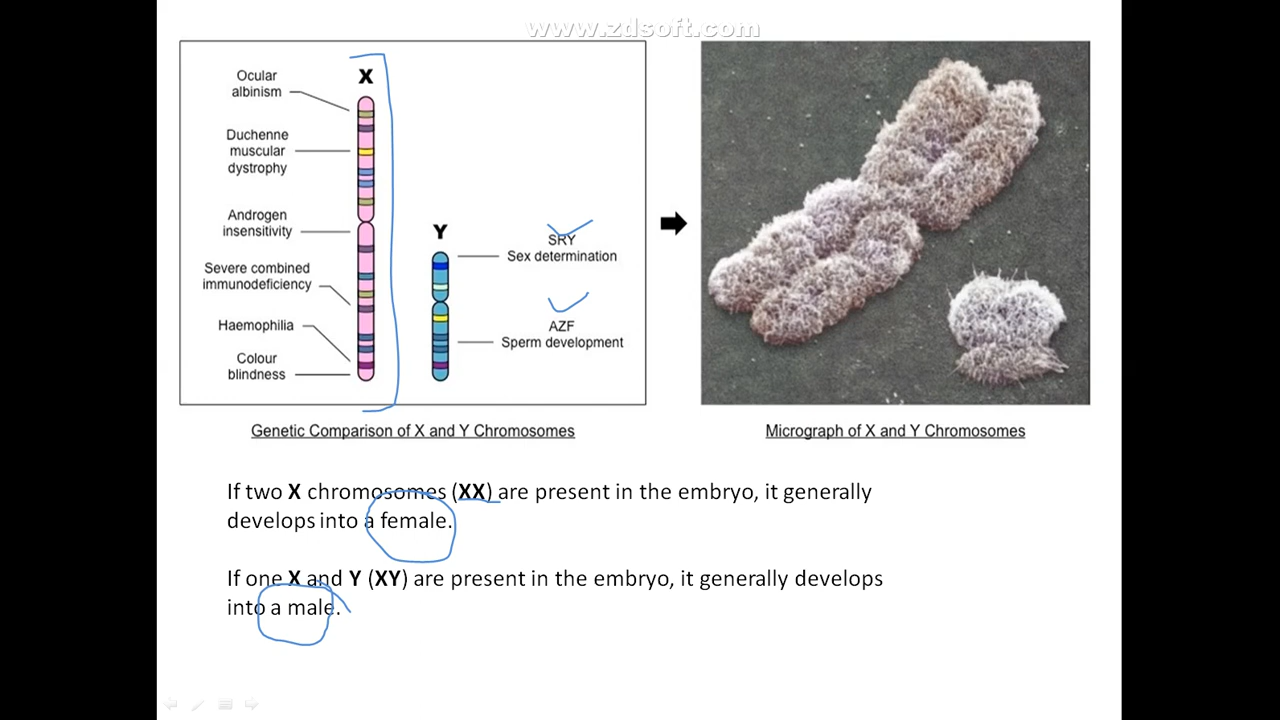 www.zdsoft.com
X
Ocular
albinism
Duchenne
muscular
dystrophy
Androgen
insensitivity
Severe combined
immunodeficiency
Haemophilia
Colour
blindness
Y
SRY
Sex determination
AZF
Sperm development
Genetic Comparison of X and Y Chromosomes
Micrograph of X and Y Chromosomes
If two X chromosomes (XX) are present in the embryo, it generally
develops into a female.
If one X and Y (XY) are present in the embryo, it generally develops
into a male.